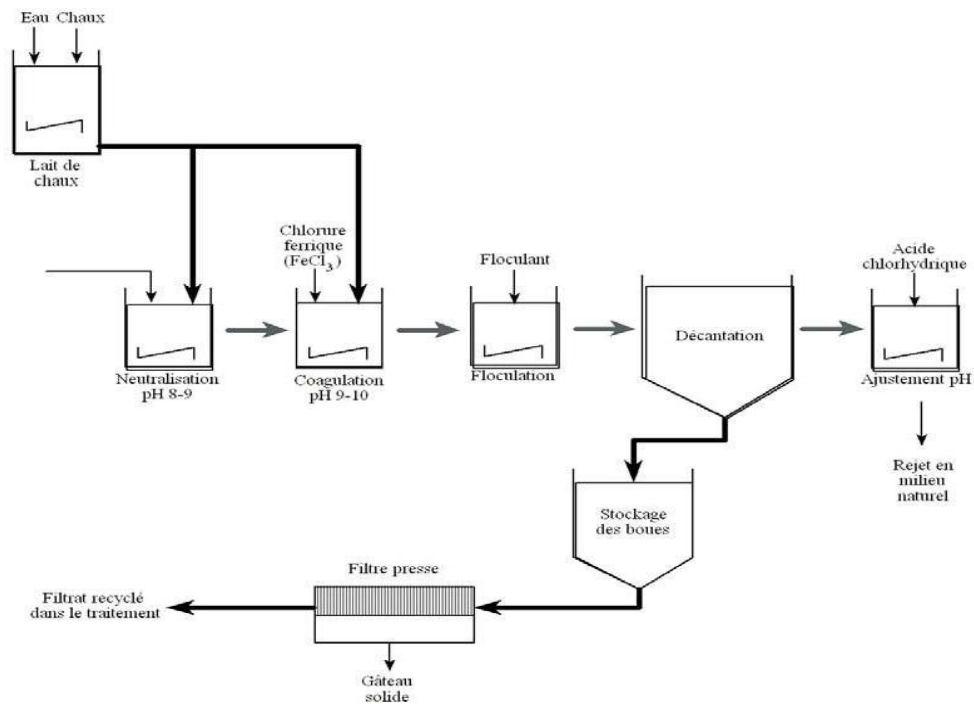 Eau Chaux
Lait de
chaux
Chlorure
ferrique
(FeCl3)
Floculant
Acide
chlorhydrique
Décantation
Neutralisation
pH 8-9
Coagulation
pH 9-10
Floculation
Ajustement pH
Rejet en
milieu
naturel
Stockage
des boues
Filtre presse
Filtrat recyclé
dans le traitement
Gâteau
solide